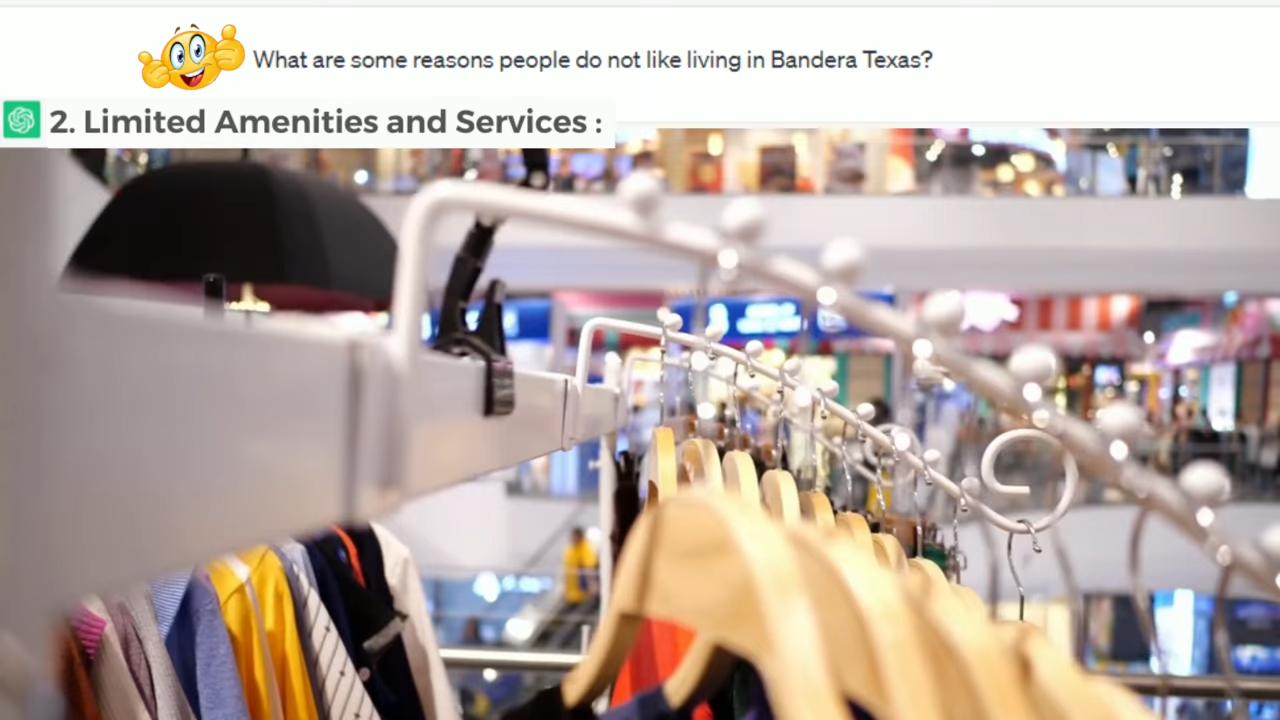 What are some reasons people do not like living in Bandera Texas?
2. Limited Amenities and Services :